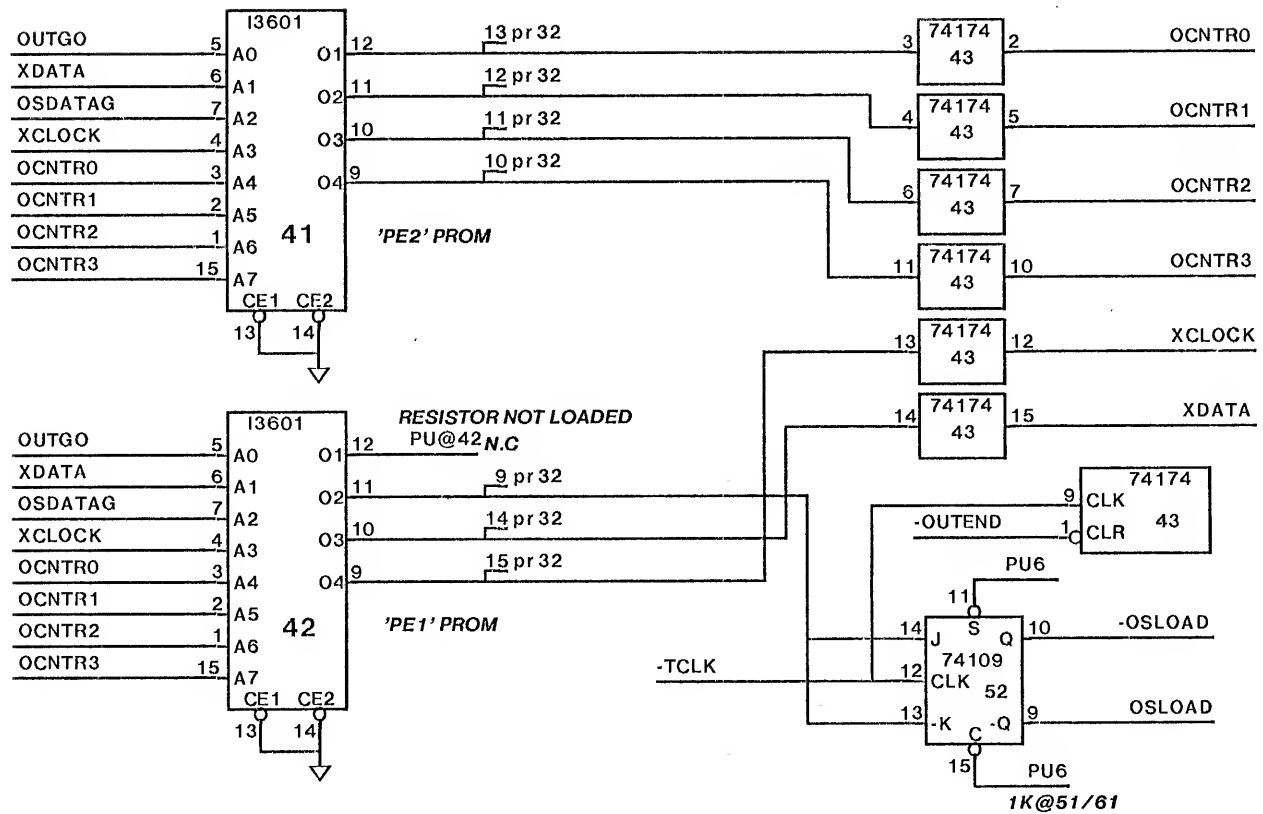 I3601
OUTGO 5 A0 O1 12 13 pr 32 3 74174 43 2 OCNTR0
XDATA 6 A1 O2 11 12 pr 32 4 74174 43 5 OCNTR1
OSDATAG 7 A2 O3 10 11 pr 32 6 74174 43 7 OCNTR2
XCLOCK 4 A3
OCNTR0 3 A4 O4 9 10 pr 32 11 74174 43 10 OCNTR3
OCNTR1 2 A5
OCNTR2 1 A6
OCNTR3 15 A7
41 'PE2' PROM
CE1 CE2
13 14
13 74174 43 12 XCLOCK
14 74174 43 15 XDATA
RESISTOR NOT LOADED
I3601
OUTGO 5 A0 O1 12 PU@42 N.C
XDATA 6 A1 O2 11 9 pr 32
OSDATAG 7 A2 O3 10 14 pr 32
XCLOCK 4 A3
OCNTR0 3 A4 O4 9 15 pr 32
OCNTR1 2 A5
OCNTR2 1 A6
OCNTR3 15 A7
42 'PE1' PROM
CE1 CE2
13 14
74174
9 CLK 43
-OUTEND 1 CLR
PU6
11 S
14 J Q 10 -OSLOAD
74109
-TCLK 12 CLK 52
13 -K -Q 9 OSLOAD
C
15 PU6
1K@51/61